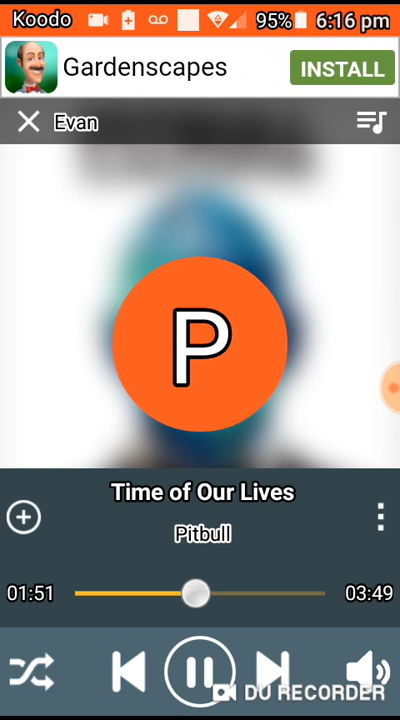 Koodo 95% 6:16 pm
Gardenscapes INSTALL
Evan
P
Time of Our Lives
Pitbull
01:51 03:49
DU RECORDER